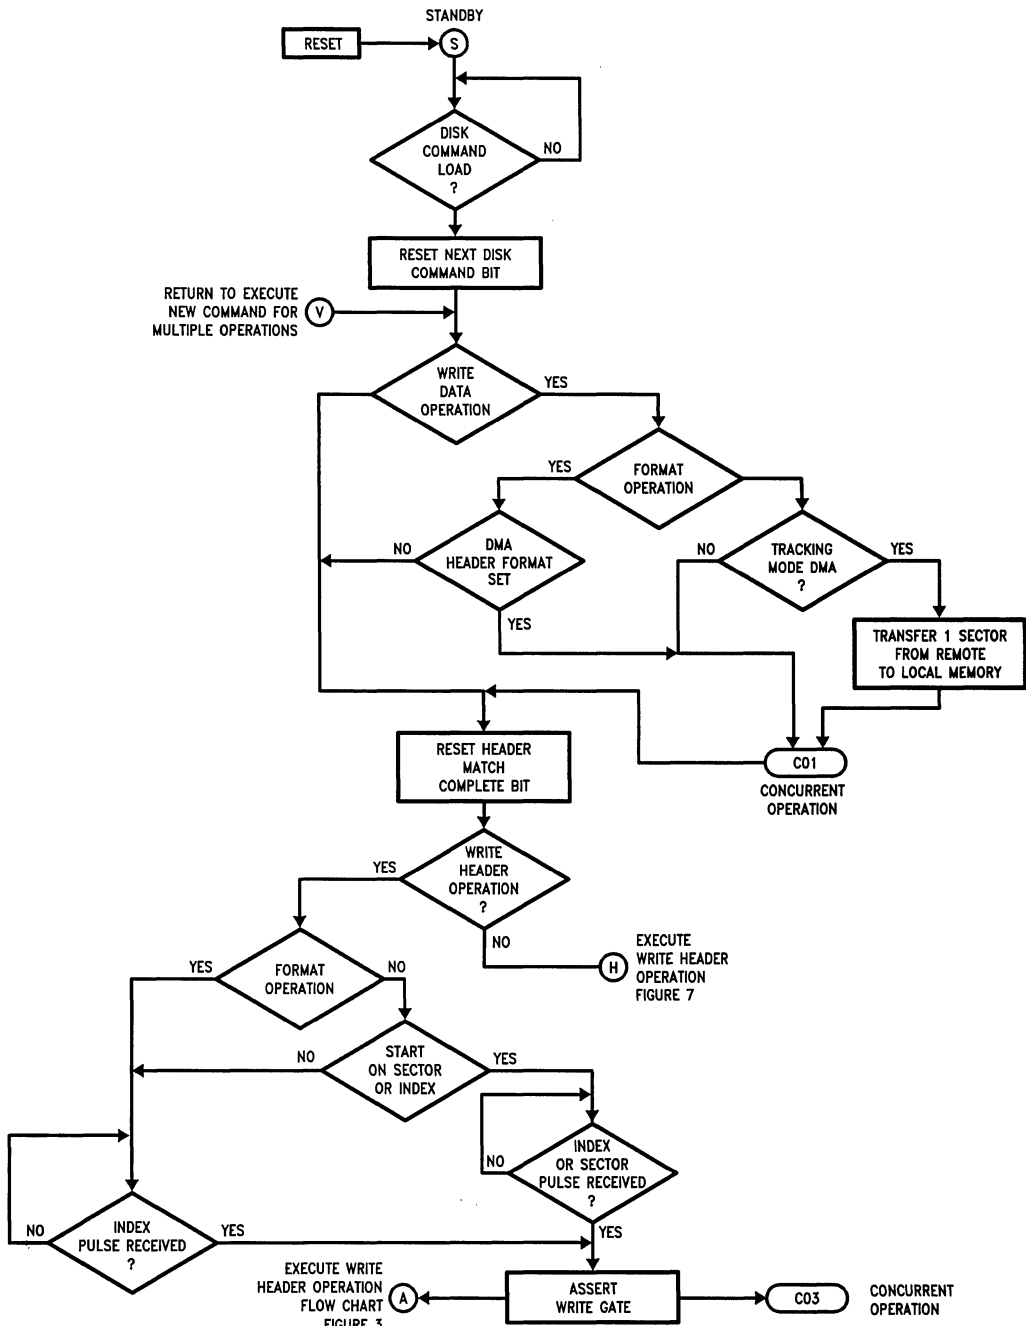 STANDBY
RESET
S
DISK
COMMAND
LOAD
?
NO
RESET NEXT DISK
COMMAND BIT
RETURN TO EXECUTE
NEW COMMAND FOR
MULTIPLE OPERATIONS
V
WRITE
DATA
OPERATION
YES
FORMAT
OPERATION
YES
DMA
HEADER FORMAT
SET
NO
YES
TRACKING
MODE DMA
?
NO
YES
TRANSFER 1 SECTOR
FROM REMOTE
TO LOCAL MEMORY
C01
CONCURRENT
OPERATION
RESET HEADER
MATCH
COMPLETE BIT
WRITE
HEADER
OPERATION
?
YES
NO
H
EXECUTE
WRITE HEADER
OPERATION
FIGURE 7
FORMAT
OPERATION
YES
NO
START
ON SECTOR
OR INDEX
NO
YES
INDEX
OR SECTOR
PULSE RECEIVED
?
NO
YES
INDEX
PULSE RECEIVED
?
NO
YES
EXECUTE WRITE
HEADER OPERATION
FLOW CHART
FIGURE 3
A
ASSERT
WRITE GATE
C03
CONCURRENT
OPERATION